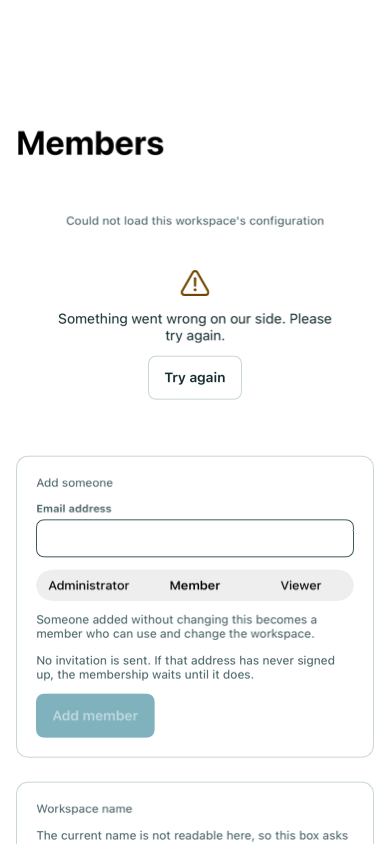 Members
Could not load this workspace's configuration
Something went wrong on our side. Please
try again.
Try again
Add someone
Email address
Administrator Member Viewer
Someone added without changing this becomes a
member who can use and change the workspace.
No invitation is sent. If that address has never signed
up, the membership waits until it does.
Add member
Workspace name
The current name is not readable here, so this box asks